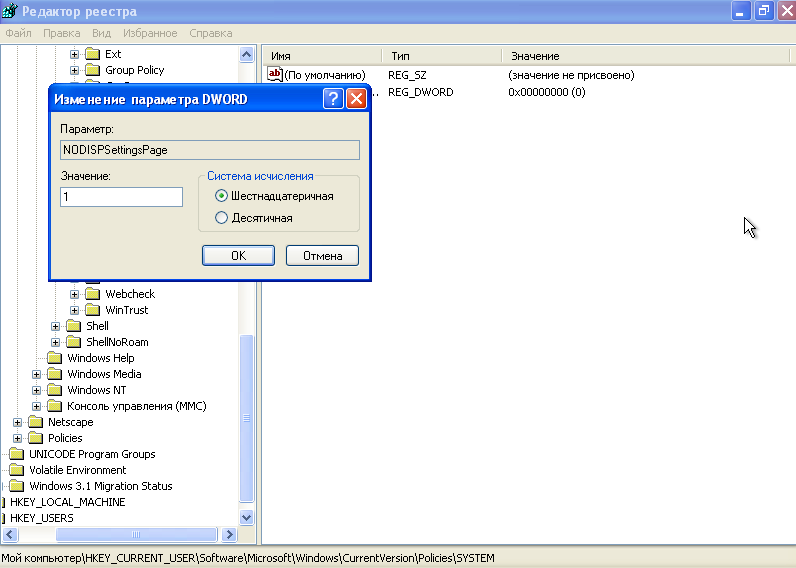 Редактор реестра
Файл Правка Вид Избранное Справка
Ext
Group Policy
Имя Тип Значение
ab (По умолчанию) REG_SZ (значение не присвоено)
.. REG_DWORD 0x00000000 (0)
Изменение параметра DWORD
Параметр:
NODISPSettingsPage
Значение:
1
Система исчисления
Шестнадцатеричная
Десятичная
OK Отмена
Webcheck
WinTrust
Shell
ShellNoRoam
Windows Help
Windows Media
Windows NT
Консоль управления (MMC)
Netscape
Policies
UNICODE Program Groups
Volatile Environment
Windows 3.1 Migration Status
HKEY_LOCAL_MACHINE
HKEY_USERS
Мой компьютер\HKEY_CURRENT_USER\Software\Microsoft\Windows\CurrentVersion\Policies\SYSTEM